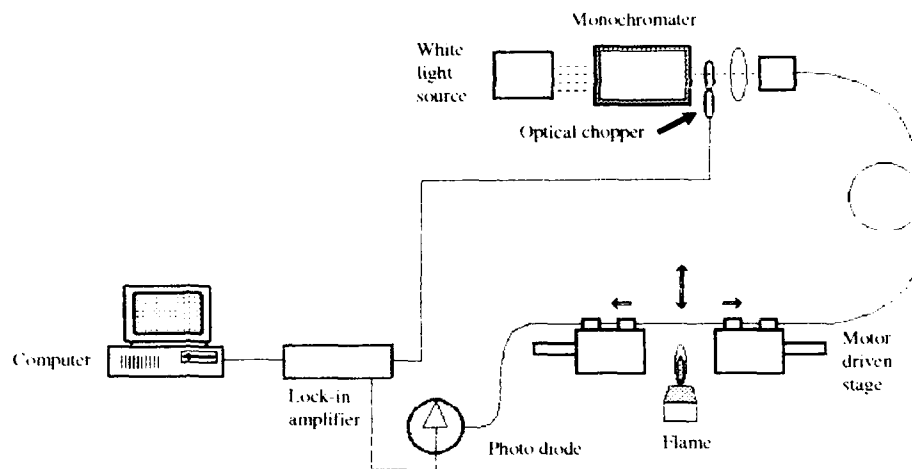 Monochromater
White
light
source
Optical chopper
Computer
Lock-in
amplifier
Photo diode
Flame
Motor
driven
stage